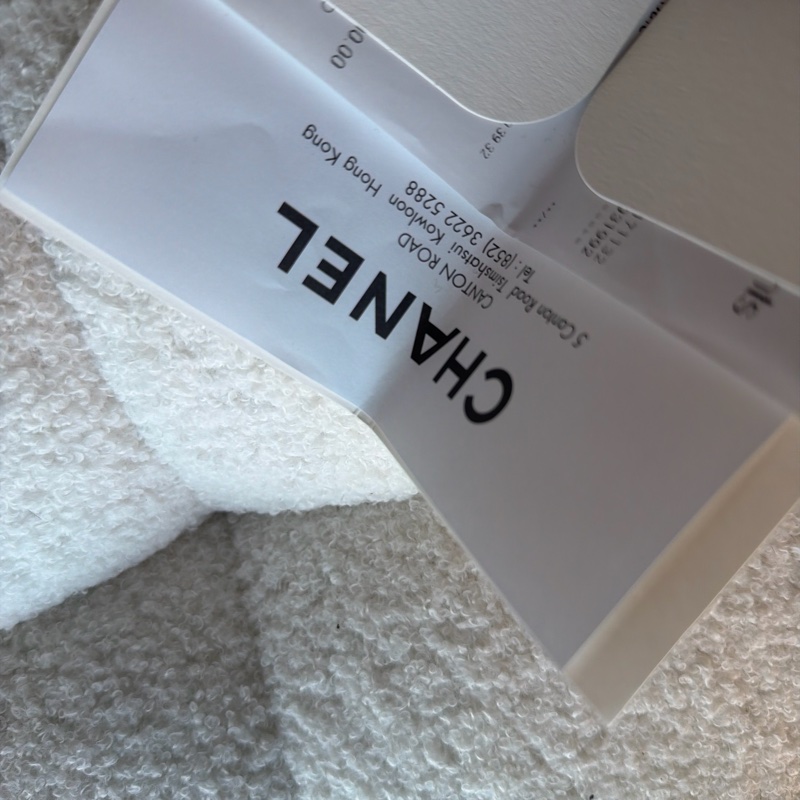 CHANEL
CANTON ROAD
5 Canton Road Tsimshatsui Kowloon Hong Kong
Tel : (852) 3622 5288